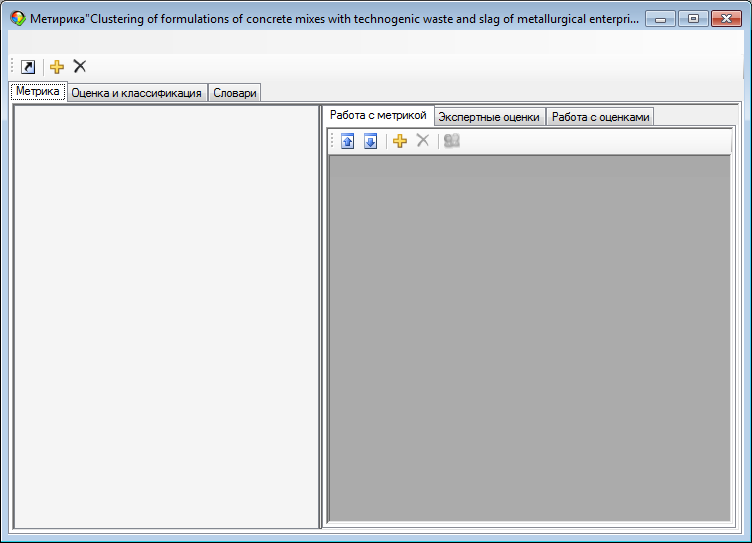 Метирика"Clustering of formulations of concrete mixes with technogenic waste and slag of metallurgical enterpri...
Метрика Оценка и классификация Словари
Работа с метрикой Экспертные оценки Работа с оценками